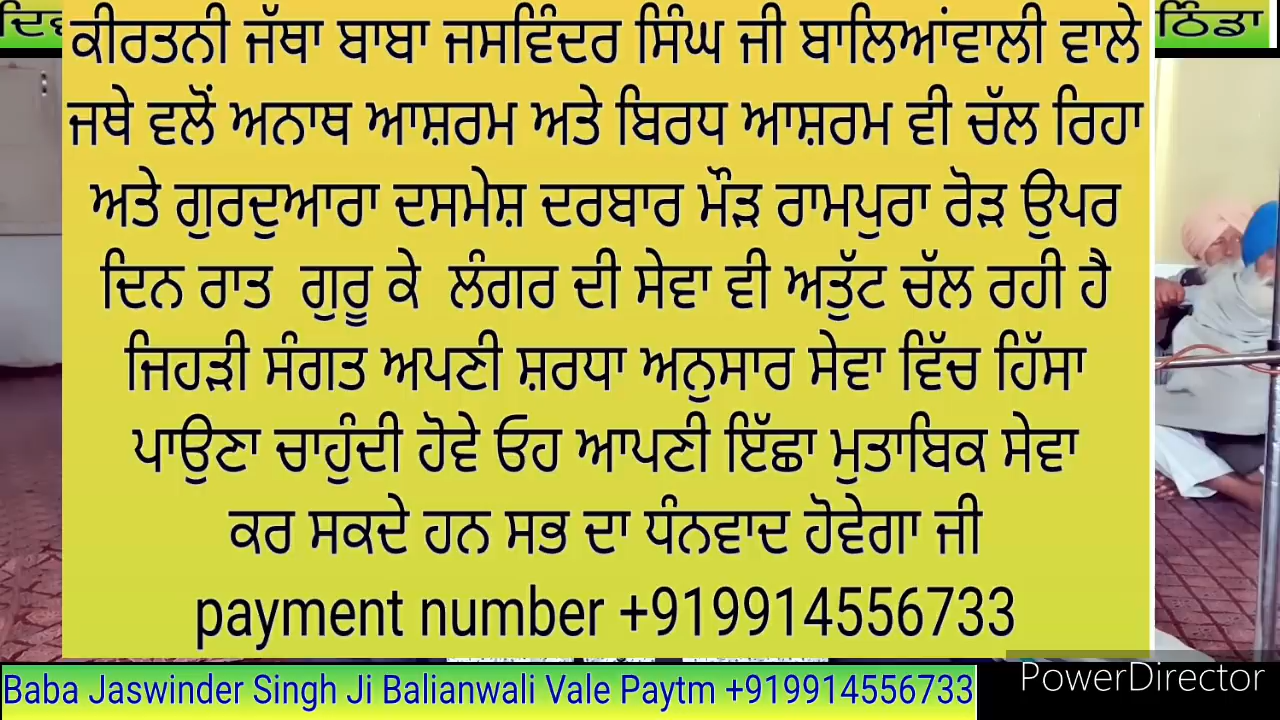 ਕੀਰਤਨੀ ਜੱਥਾ ਬਾਬਾ ਜਸਵਿੰਦਰ ਸਿੰਘ ਜੀ ਬਾਲਿਆਂਵਾਲੀ ਵਾਲੇ
ਜਥੇ ਵਲੋਂ ਅਨਾਥ ਆਸ਼ਰਮ ਅਤੇ ਬਿਰਧ ਆਸ਼ਰਮ ਵੀ ਚੱਲ ਰਿਹਾ
ਅਤੇ ਗੁਰਦੁਆਰਾ ਦਸਮੇਸ਼ ਦਰਬਾਰ ਮੌੜ ਰਾਮਪੁਰਾ ਰੋੜ ਉਪਰ
ਦਿਨ ਰਾਤ ਗੁਰੂ ਕੇ ਲੰਗਰ ਦੀ ਸੇਵਾ ਵੀ ਅਤੁੱਟ ਚੱਲ ਰਹੀ ਹੈ
ਜਿਹੜੀ ਸੰਗਤ ਅਪਣੀ ਸ਼ਰਧਾ ਅਨੁਸਾਰ ਸੇਵਾ ਵਿੱਚ ਹਿੱਸਾ
ਪਾਉਣਾ ਚਾਹੁੰਦੀ ਹੋਵੇ ਓਹ ਆਪਣੀ ਇੱਛਾ ਮੁਤਾਬਿਕ ਸੇਵਾ
ਕਰ ਸਕਦੇ ਹਨ ਸਭ ਦਾ ਧੰਨਵਾਦ ਹੋਵੇਗਾ ਜੀ
payment number +919914556733
Baba Jaswinder Singh Ji Balianwali Vale Paytm +919914556733
PowerDirector